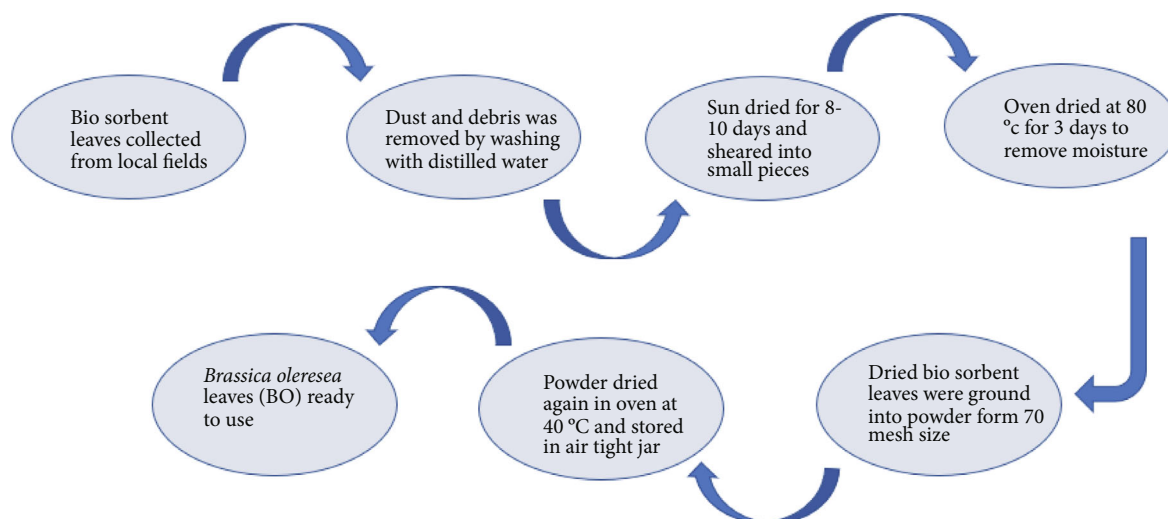 Bio sorbent
leaves collected
from local fields
Dust and debris was
removed by washing
with distilled water
Sun dried for 8-
10 days and
sheared into
small pieces
Oven dried at 80
°c for 3 days to
remove moisture
Dried bio sorbent
leaves were ground
into powder form 70
mesh size
Powder dried
again in oven at
40 °C and stored
in air tight jar
Brassica oleresea
leaves (BO) ready
to use